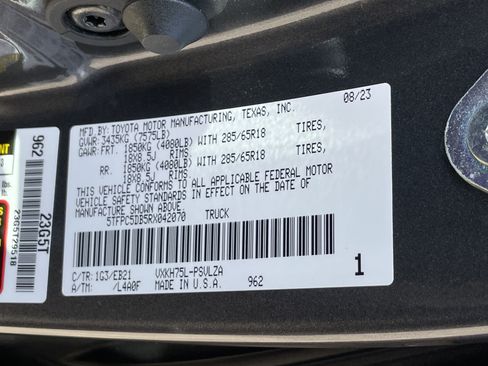 MFD. BY: TOYOTA MOTOR MANUFACTURING, TEXAS, INC. 08/23
GVWR: 3435KG (7575LB)
GAWR: FRT. 1850KG (4080LB) WITH 285/65R18 TIRES,
18X8.5J RIMS
RR. 1850KG (4080LB) WITH 285/65R18 TIRES,
18X8.5J RIMS
THIS VEHICLE CONFORMS TO ALL APPLICABLE FEDERAL MOTOR
VEHICLE SAFETY STANDARDS IN EFFECT ON THE DATE OF
MANUFACTURE SHOWN ABOVE.
5TFPC5DB5RX042070 TRUCK
C/TR: 1G3/EB21 VXKH75L-PSVLZA
A/TM: /L4A0F MADE IN U.S.A. 962 1
962
23G5T
23G5T29518
lbs.